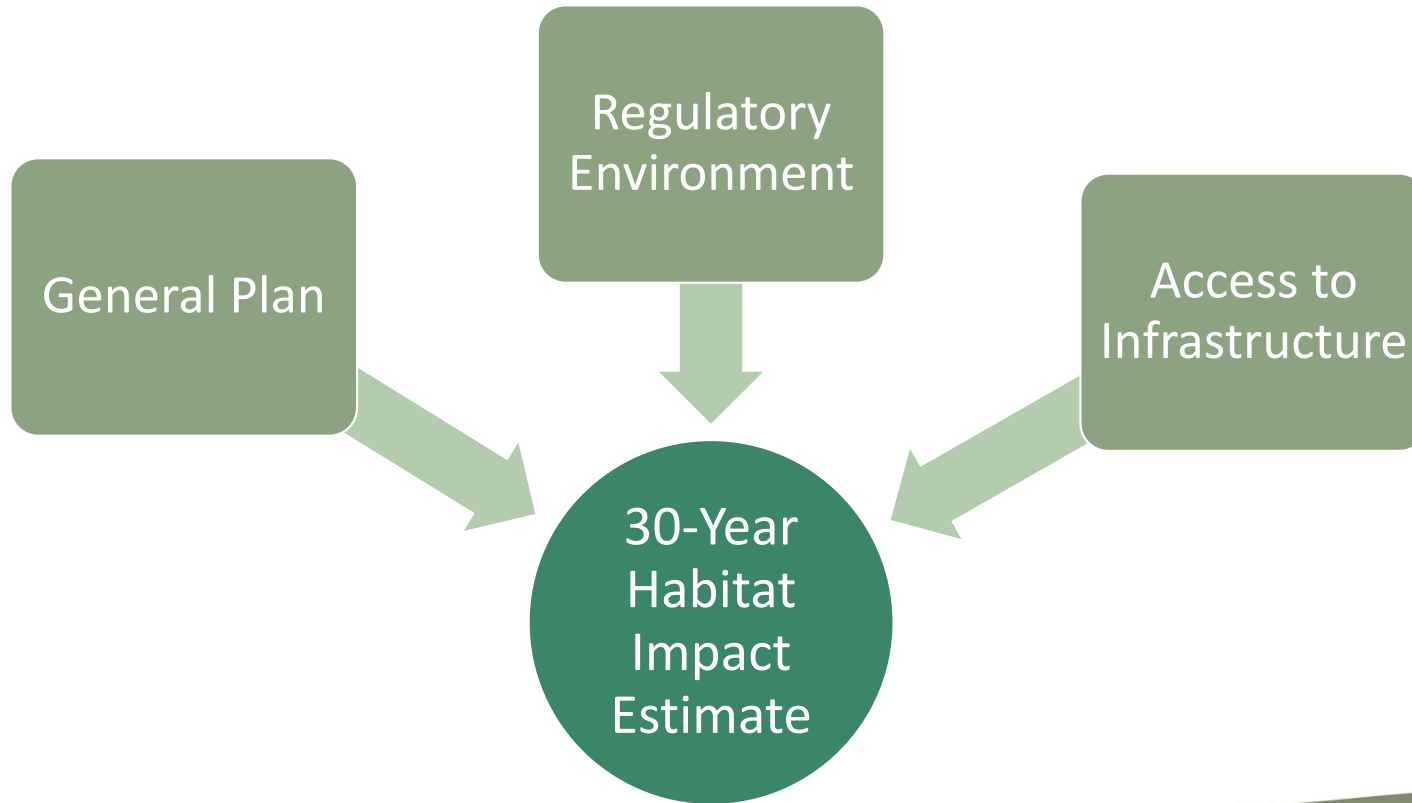 General Plan
Regulatory
Environment
Access to
Infrastructure
30-Year
Habitat
Impact
Estimate